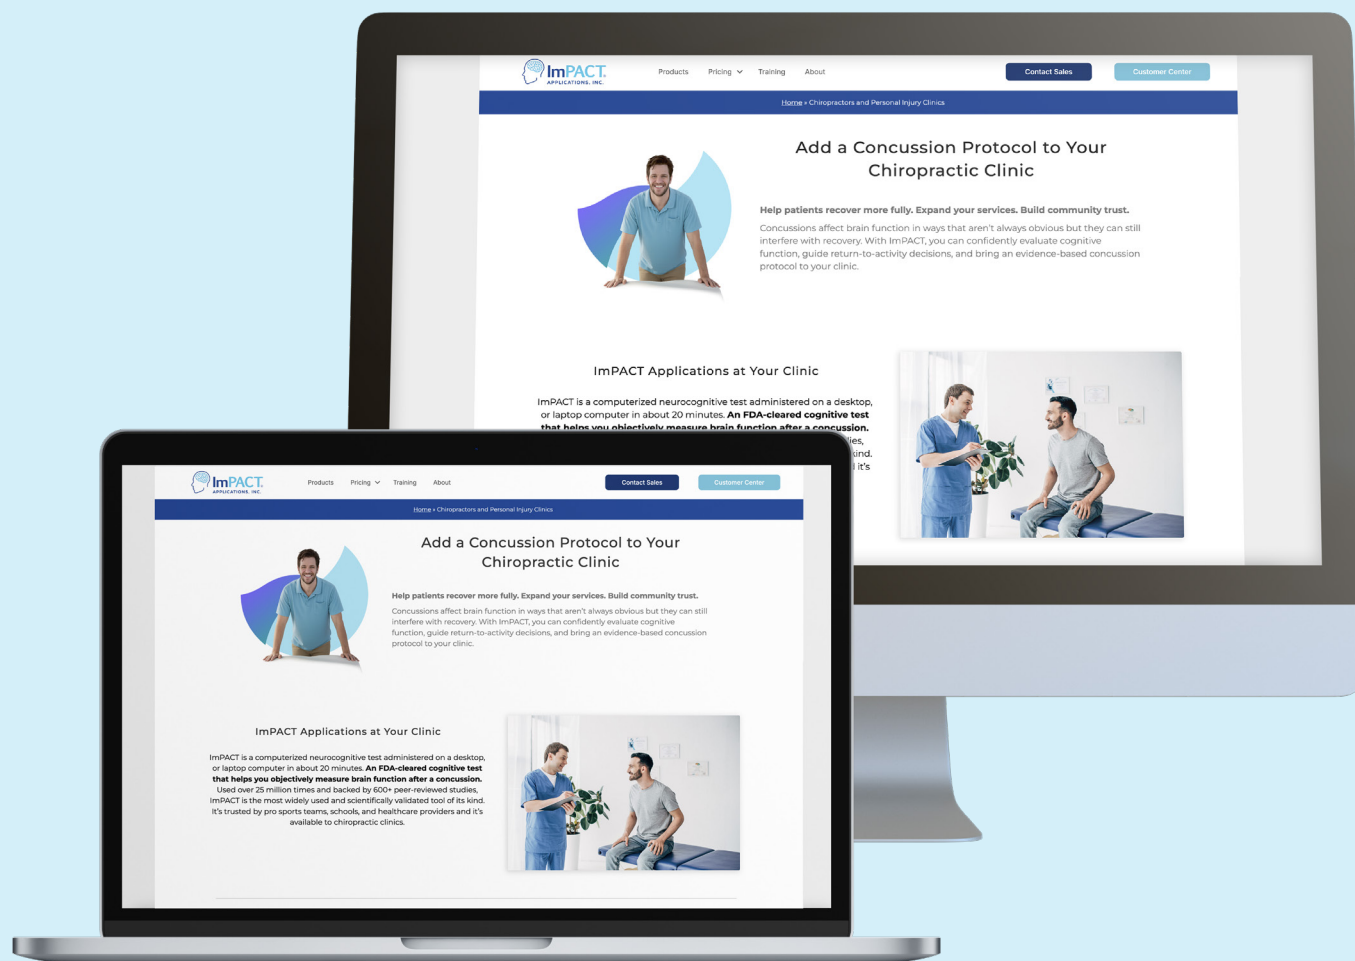 ImPACT.
APPLICATIONS, INC.
Products Pricing Training About
Contact Sales
Customer Center
Home » Chiropractors and Personal Injury Clinics
Add a Concussion Protocol to Your
Chiropractic Clinic
Help patients recover more fully. Expand your services. Build community trust.
Concussions affect brain function in ways that aren't always obvious but they can still
interfere with recovery. With ImPACT, you can confidently evaluate cognitive
function, guide return-to-activity decisions, and bring an evidence-based concussion
protocol to your clinic.
ImPACT Applications at Your Clinic
ImPACT is a computerized neurocognitive test administered on a desktop,
or laptop computer in about 20 minutes. An FDA-cleared cognitive test
that helps you objectively measure brain function after a concussion.
it's
ImPACT.
APPLICATIONS, INC.
Products Pricing Training About
Contact Sales
Customer Center
Home » Chiropractors and Personal Injury Clinics
Add a Concussion Protocol to Your
Chiropractic Clinic
Help patients recover more fully. Expand your services. Build community trust.
Concussions affect brain function in ways that aren't always obvious but they can still
interfere with recovery. With ImPACT, you can confidently evaluate cognitive
function, guide return-to-activity decisions, and bring an evidence-based concussion
protocol to your clinic.
ImPACT Applications at Your Clinic
ImPACT is a computerized neurocognitive test administered on a desktop,
or laptop computer in about 20 minutes. An FDA-cleared cognitive test
that helps you objectively measure brain function after a concussion.
Used over 25 million times and backed by 600+ peer-reviewed studies,
ImPACT is the most widely used and scientifically validated tool of its kind.
It's trusted by pro sports teams, schools, and healthcare providers and it's
available to chiropractic clinics.